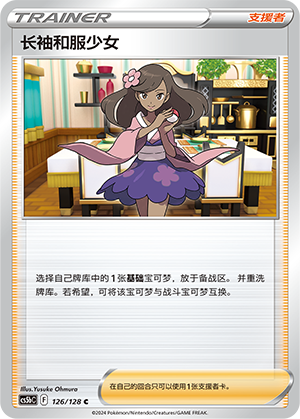 TRAINER
支援者
长袖和服少女
选择自己牌库中的1张基础宝可梦，放于备战区。并重洗
牌库。若希望，可将该宝可梦与战斗宝可梦互换。
Illus.Yusuke Ohmura
cs5bC F 126/128 C
在自己的回合只可以使用1张支援者卡。
©2024 Pokémon/Nintendo/Creatures/GAME FREAK.